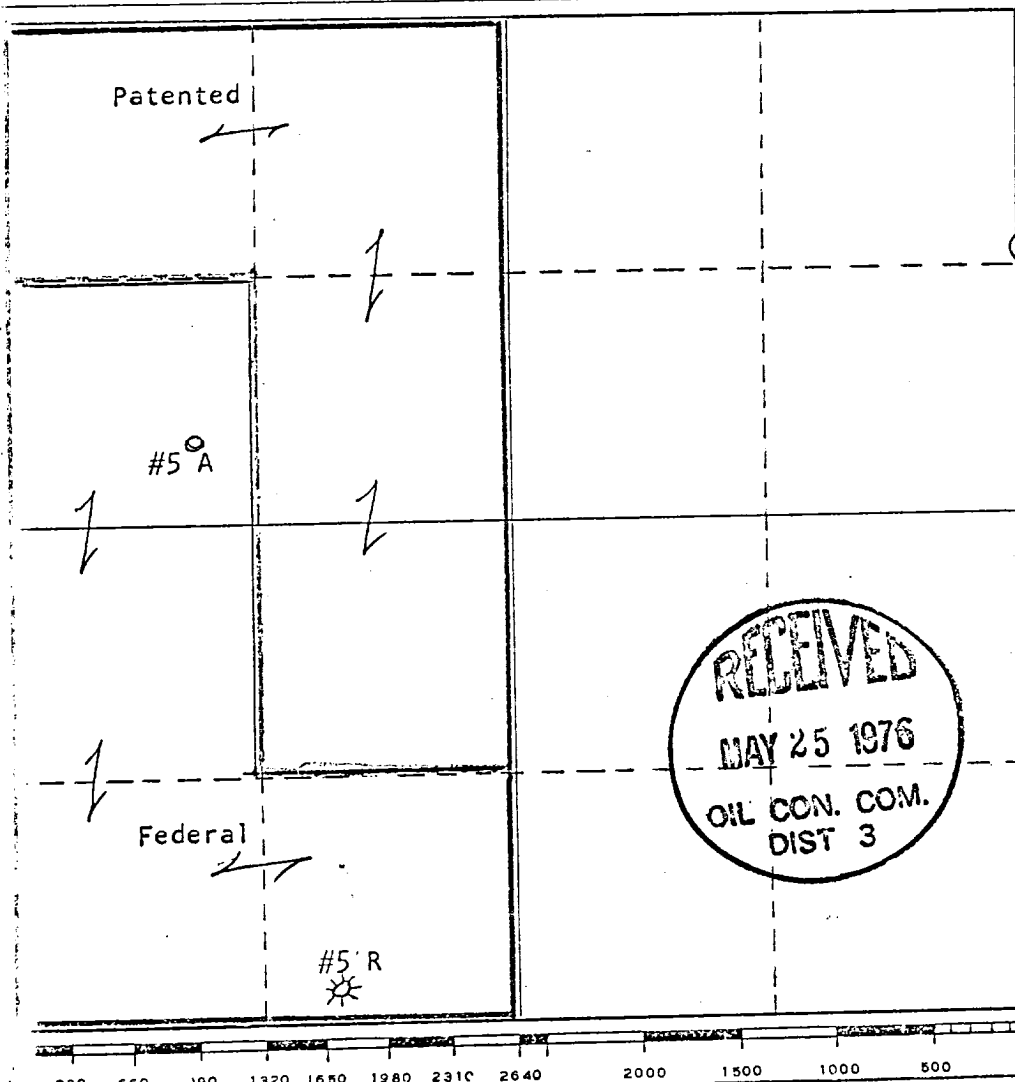 Patented
#5 A
RECEIVED
MAY 25 1976
OIL CON. COM.
DIST 3
Federal
#5 R
660 1320 1650 1980 2310 2640 2000 1500 1000 500